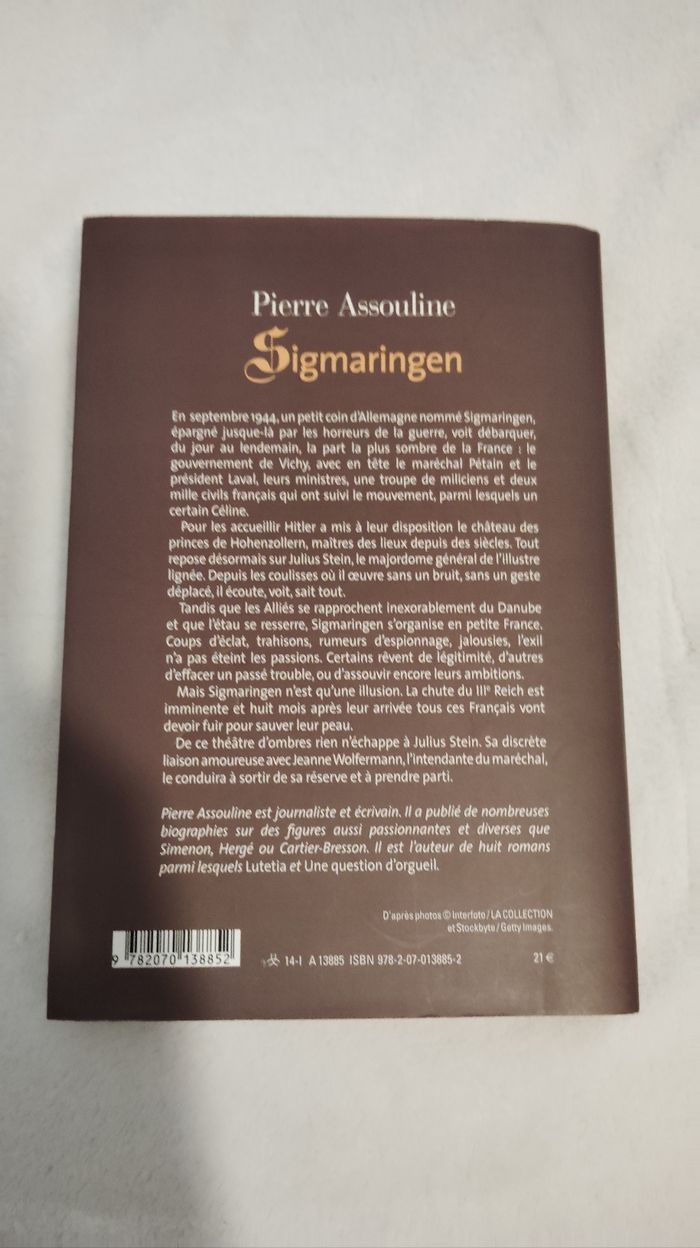 Pierre Assouline
Sigmaringen
En septembre 1944, un petit coin d'Allemagne nommé Sigmaringen,
épargné jusque-là par les horreurs de la guerre, voit débarquer,
du jour au lendemain, la part la plus sombre de la France : le
gouvernement de Vichy, avec en tête le maréchal Pétain et le
président Laval, leurs ministres, une troupe de miliciens et deux
mille civils français qui ont suivi le mouvement, parmi lesquels un
certain Céline.
Pour les accueillir Hitler a mis à leur disposition le château des
princes de Hohenzollern, maîtres des lieux depuis des siècles. Tout
repose désormais sur Julius Stein, le majordome général de l'illustre
lignée. Depuis les coulisses où il œuvre sans un bruit, sans un geste
déplacé, il écoute, voit, sait tout.
Tandis que les Alliés se rapprochent inexorablement du Danube
et que l'étau se resserre, Sigmaringen s'organise en petite France.
Coups d'éclat, trahisons, rumeurs d'espionnage, jalousies, l'exil
n'a pas éteint les passions. Certains rêvent de légitimité, d'autres
d'effacer un passé trouble, ou d'assouvir encore leurs ambitions.
Mais Sigmaringen n'est qu'une illusion. La chute du IIIe Reich est
imminente et huit mois après leur arrivée tous ces Français vont
devoir fuir pour sauver leur peau.
De ce théâtre d'ombres rien n'échappe à Julius Stein. Sa discrète
liaison amoureuse avec Jeanne Wolfermann, l'intendante du maréchal,
le conduira à sortir de sa réserve et à prendre parti.
Pierre Assouline est journaliste et écrivain. Il a publié de nombreuses
biographies sur des figures aussi passionnantes et diverses que
Simenon, Hergé ou Cartier-Bresson. Il est l'auteur de huit romans
parmi lesquels Lutetia et Une question d'orgueil.
D'après photos © Interfoto / LA COLLECTION
et Stockbyte / Getty Images.
9 782070 138852
14-I A 13885 ISBN 978-2-07-013885-2
21 €